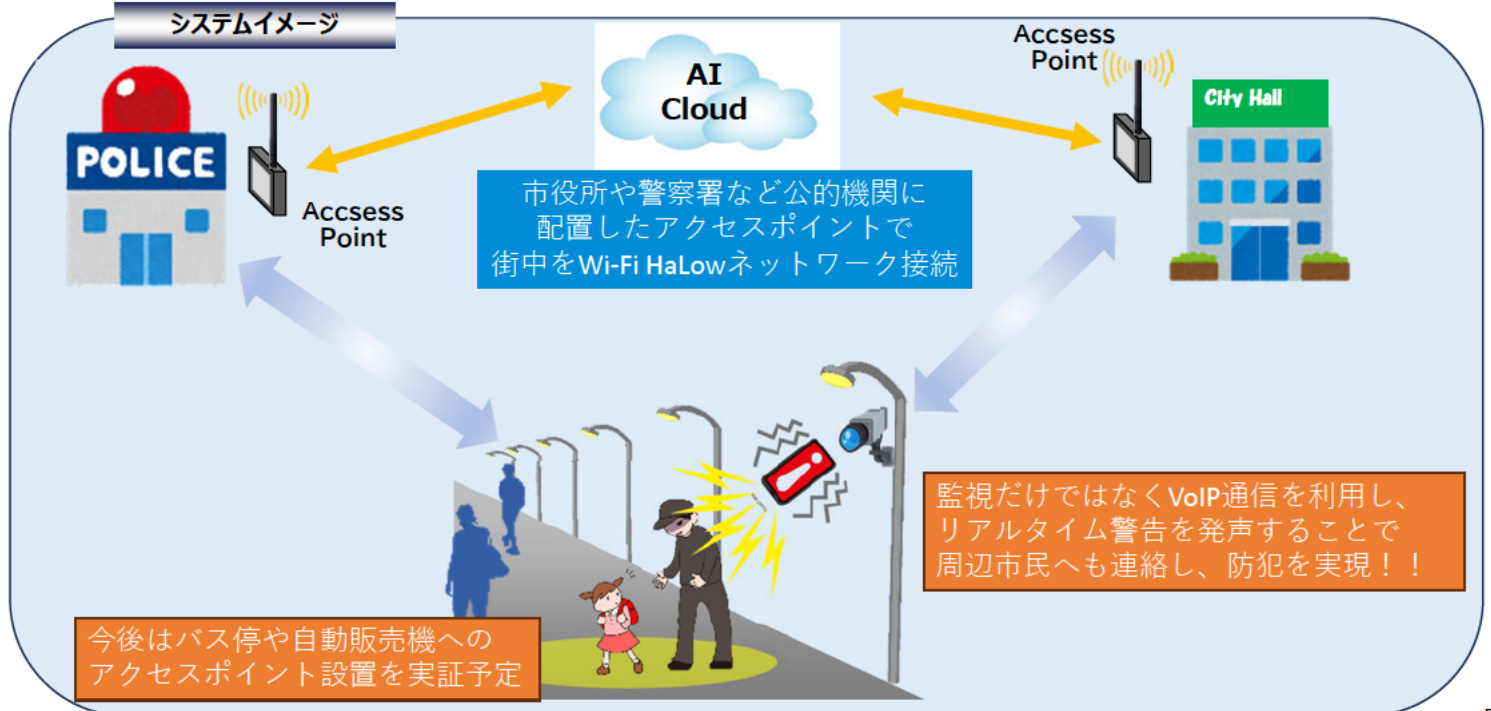 システムイメージ
AI
Cloud
Accsess
Point
City Hall
POLICE
Accsess
Point
市役所や警察署など公的機関に
配置したアクセスポイントで
街中をWi-Fi HaLowネットワーク接続
監視だけではなくVoIP通信を利用し、
リアルタイム警告を発声することで
周辺市民へも連絡し、防犯を実現！！
今後はバス停や自動販売機への
アクセスポイント設置を実証予定